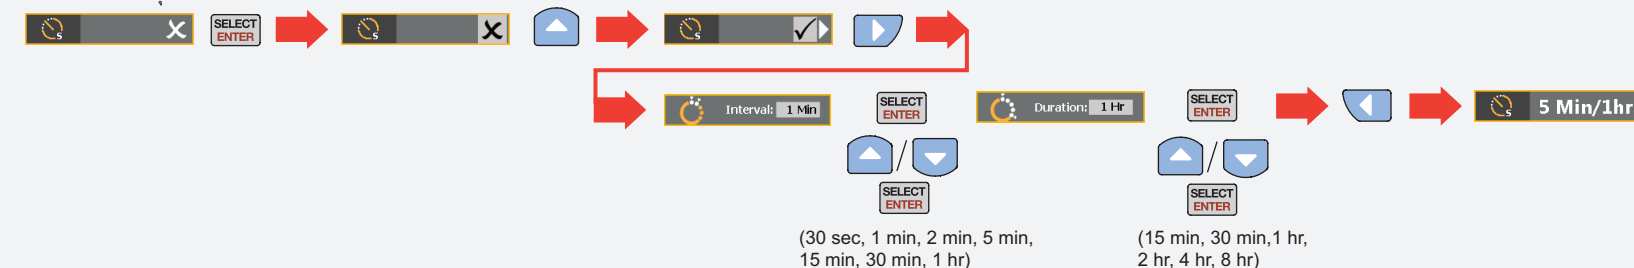 SELECT
ENTER
s
s
s
Interval: 1 Min
SELECT
ENTER
SELECT
ENTER
(30 sec, 1 min, 2 min, 5 min,
15 min, 30 min, 1 hr)
Duration: 1 Hr
SELECT
ENTER
SELECT
ENTER
(15 min, 30 min,1 hr,
2 hr, 4 hr, 8 hr)
s 5 Min/1hr